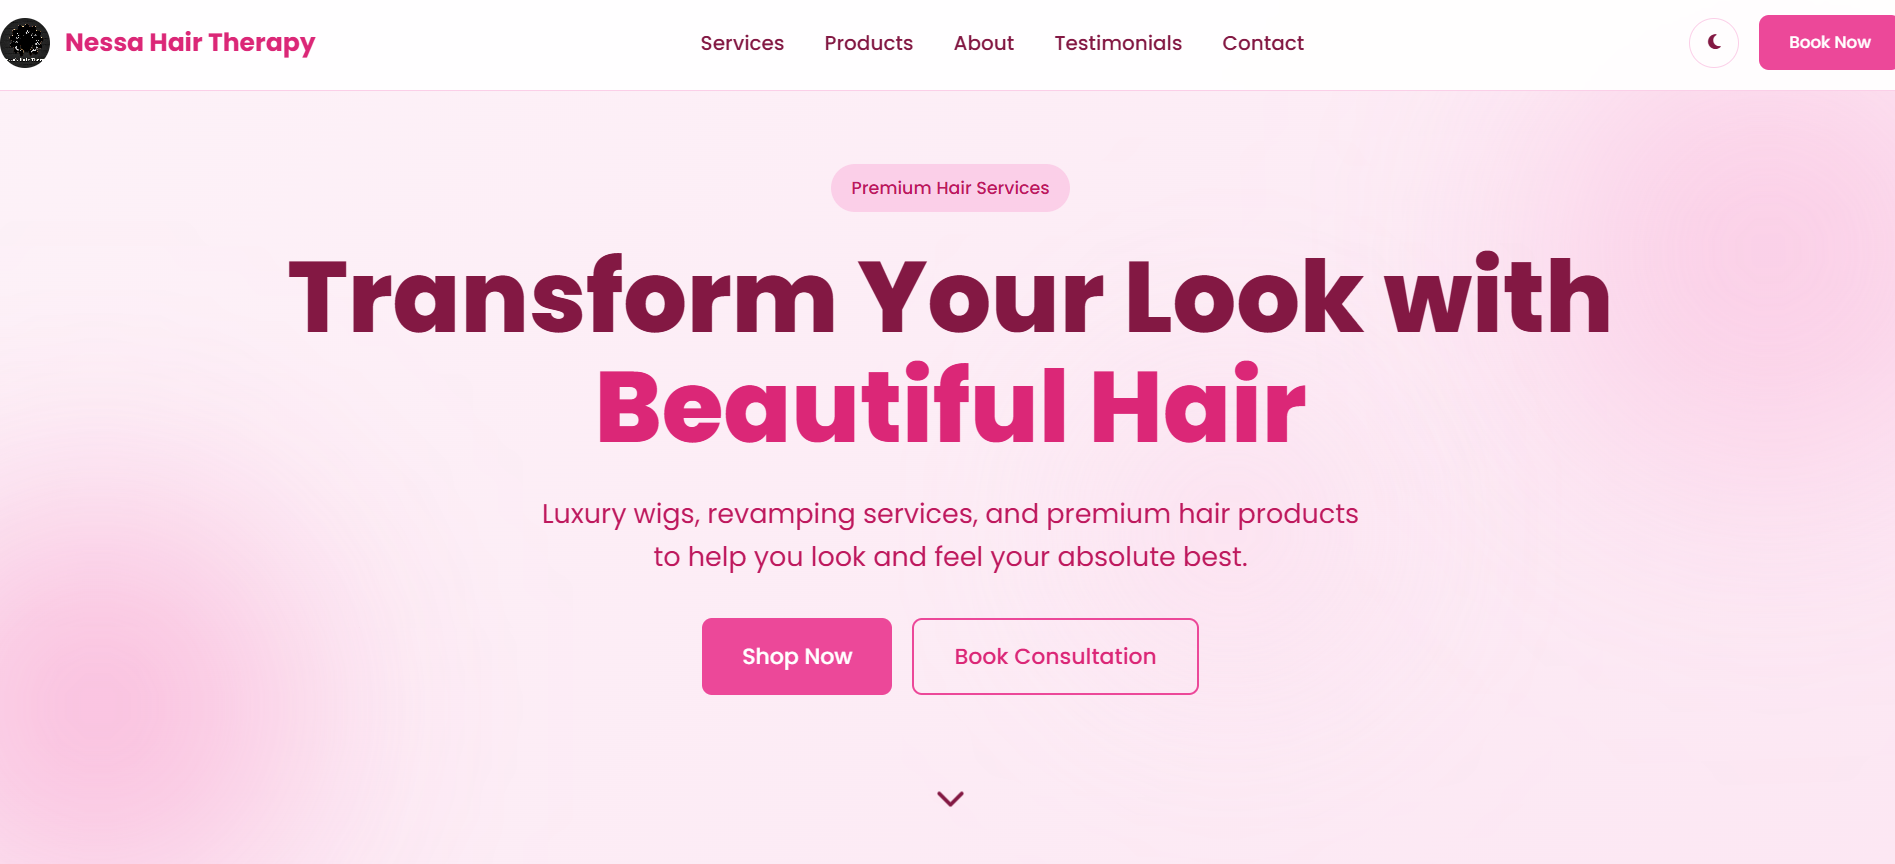 Nessa Hair Therapy
Services
Products
About
Testimonials
Contact
Book Now
Premium Hair Services
Transform Your Look with
Beautiful Hair
Luxury wigs, revamping services, and premium hair products
to help you look and feel your absolute best.
Shop Now
Book Consultation